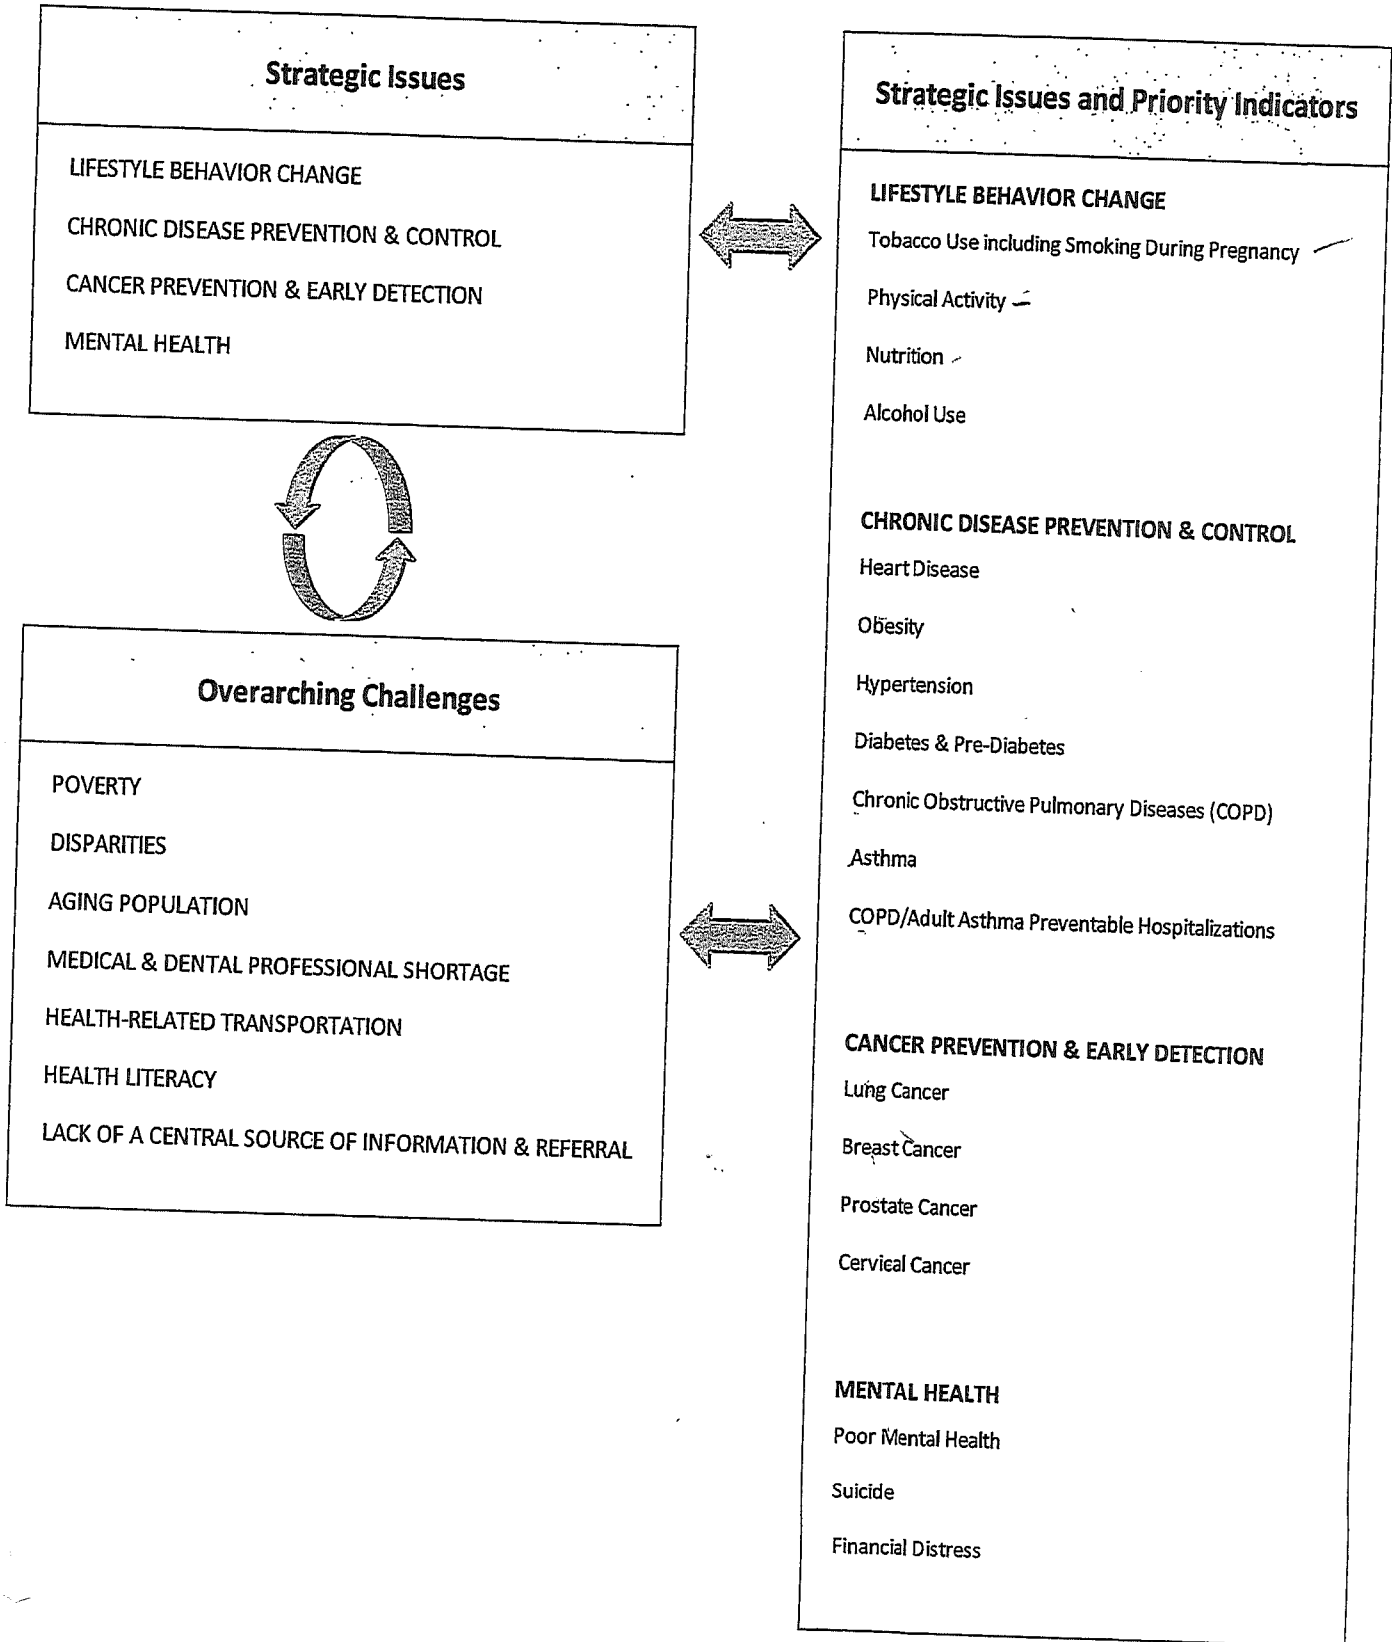 Strategic Issues
LIFESTYLE BEHAVIOR CHANGE
CHRONIC DISEASE PREVENTION & CONTROL
CANCER PREVENTION & EARLY DETECTION
MENTAL HEALTH
Overarching Challenges
POVERTY
DISPARITIES
AGING POPULATION
MEDICAL & DENTAL PROFESSIONAL SHORTAGE
HEALTH-RELATED TRANSPORTATION
HEALTH LITERACY
LACK OF A CENTRAL SOURCE OF INFORMATION & REFERRAL
Strategic Issues and Priority Indicators
LIFESTYLE BEHAVIOR CHANGE
Tobacco Use including Smoking During Pregnancy
Physical Activity
Nutrition
Alcohol Use
CHRONIC DISEASE PREVENTION & CONTROL
Heart Disease
Obesity
Hypertension
Diabetes & Pre-Diabetes
Chronic Obstructive Pulmonary Diseases (COPD)
Asthma
COPD/Adult Asthma Preventable Hospitalizations
CANCER PREVENTION & EARLY DETECTION
Lung Cancer
Breast Cancer
Prostate Cancer
Cervical Cancer
MENTAL HEALTH
Poor Mental Health
Suicide
Financial Distress